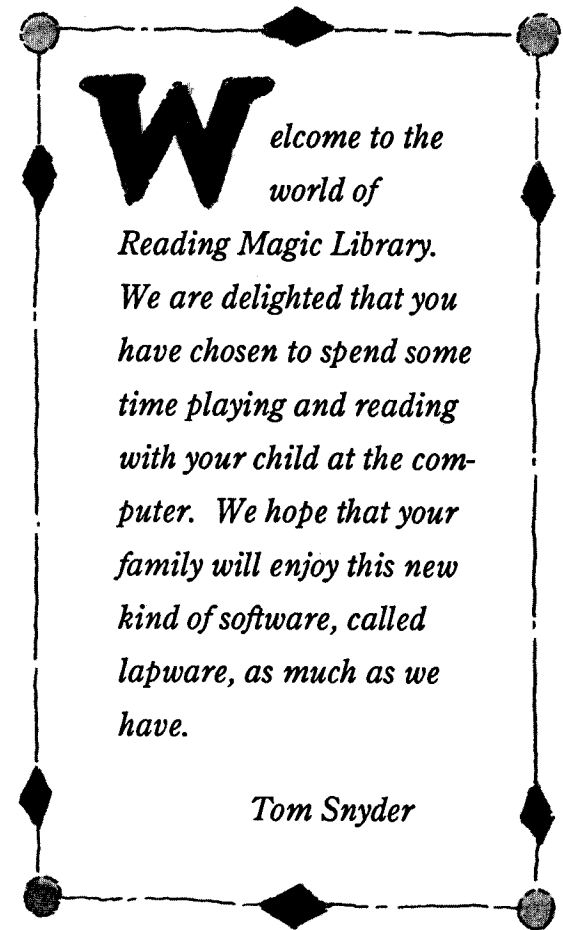 Welcome to the
world of
Reading Magic Library.
We are delighted that you
have chosen to spend some
time playing and reading
with your child at the com-
puter.  We hope that your
family will enjoy this new
kind of software, called
lapware, as much as we
have.
Tom Snyder